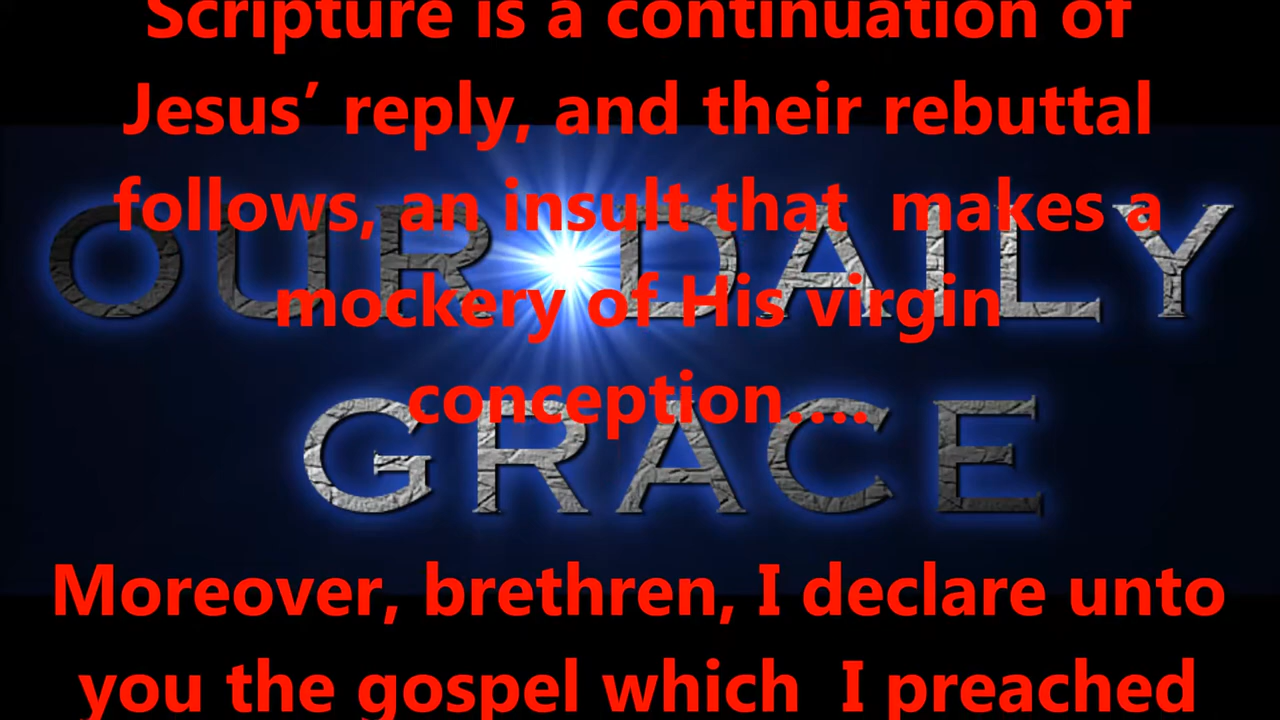 Scripture is a continuation of
Jesus’ reply, and their rebuttal
follows, an insult that  makes a
OUR DAILY
mockery of His virgin
conception....
GRACE
Moreover, brethren, I declare unto
you the gospel which  I preached